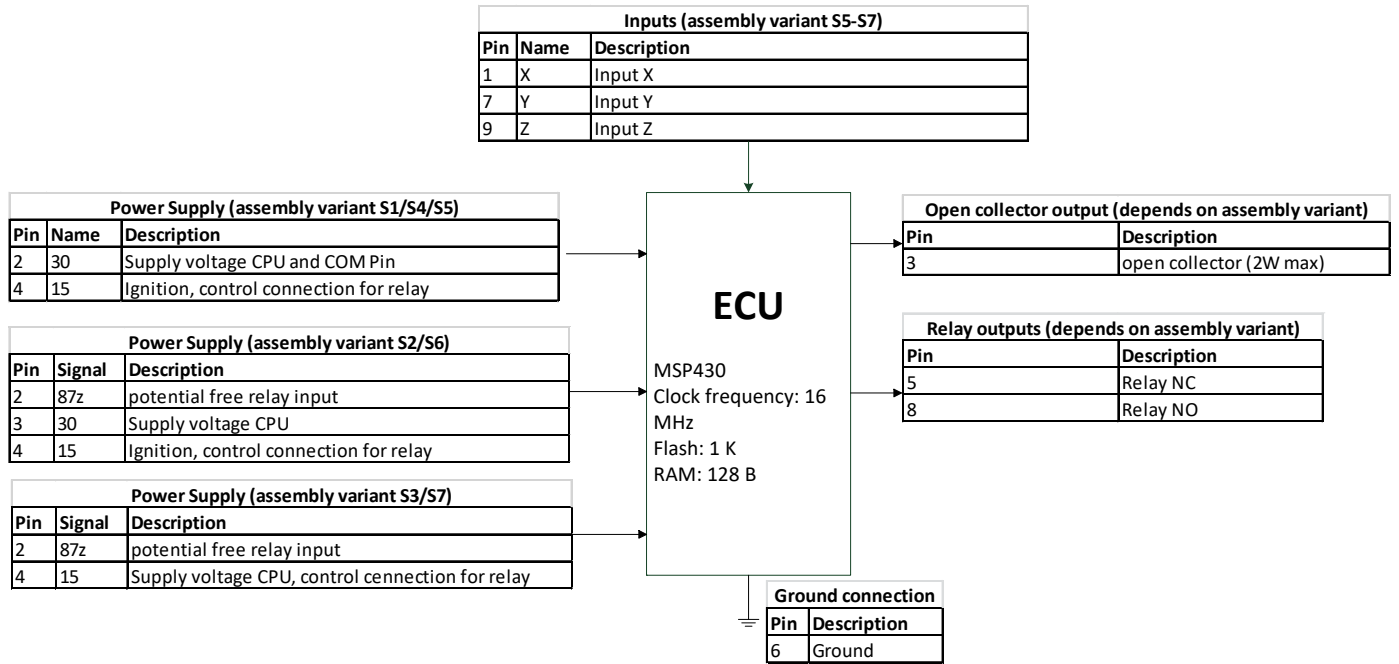 Inputs (assembly variant S5-S7)
Pin Name Description
1 X Input X
7 Y Input Y
9 Z Input Z
Power Supply (assembly variant S1/S4/S5)
Pin Name Description
2 30 Supply voltage CPU and COM Pin
4 15 Ignition, control connection for relay
Power Supply (assembly variant S2/S6)
Pin Signal Description
2 87z potential free relay input
3 30 Supply voltage CPU
4 15 Ignition, control connection for relay
Power Supply (assembly variant S3/S7)
Pin Signal Description
2 87z potential free relay input
4 15 Supply voltage CPU, control cennection for relay
ECU
MSP430
Clock frequency: 16
MHz
Flash: 1 K
RAM: 128 B
Open collector output (depends on assembly variant)
Pin Description
3 open collector (2W max)
Relay outputs (depends on assembly variant)
Pin Description
5 Relay NC
8 Relay NO
Ground connection
Pin Description
6 Ground